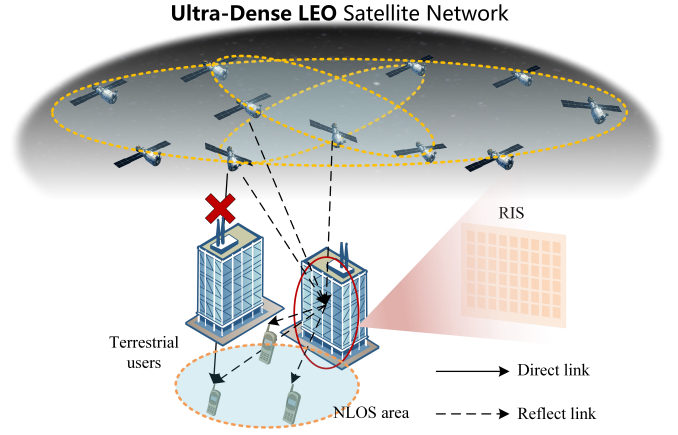 Ultra-Dense LEO Satellite Network
RIS
Terrestrial
users
Direct link
NLOS area
Reflect link